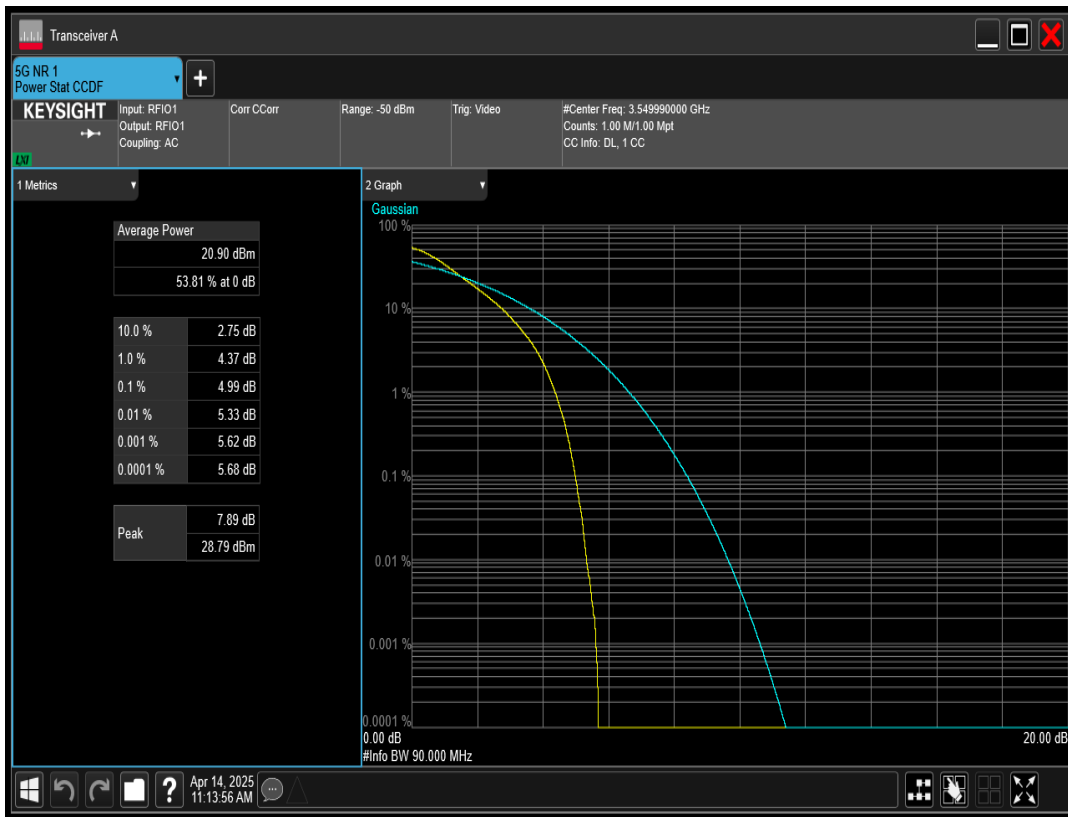 Transceiver A
5G NR 1
Power Stat CCDF
+
KEYSIGHT
LXI
Input: RFIO1
Output: RFIO1
Coupling: AC
Corr CCorr
Range: -50 dBm
Trig: Video
#Center Freq: 3.549990000 GHz
Counts: 1.00 M/1.00 Mpt
CC Info: DL, 1 CC
1 Metrics
Average Power
20.90 dBm
53.81 % at 0 dB
10.0 % 2.75 dB
1.0 % 4.37 dB
0.1 % 4.99 dB
0.01 % 5.33 dB
0.001 % 5.62 dB
0.0001 % 5.68 dB
Peak
7.89 dB
28.79 dBm
2 Graph
Gaussian
100 %
10 %
1 %
0.1 %
0.01 %
0.001 %
0.0001 %
0.00 dB 20.00 dB
#Info BW 90.000 MHz
?
Apr 14, 2025
11:13:56 AM